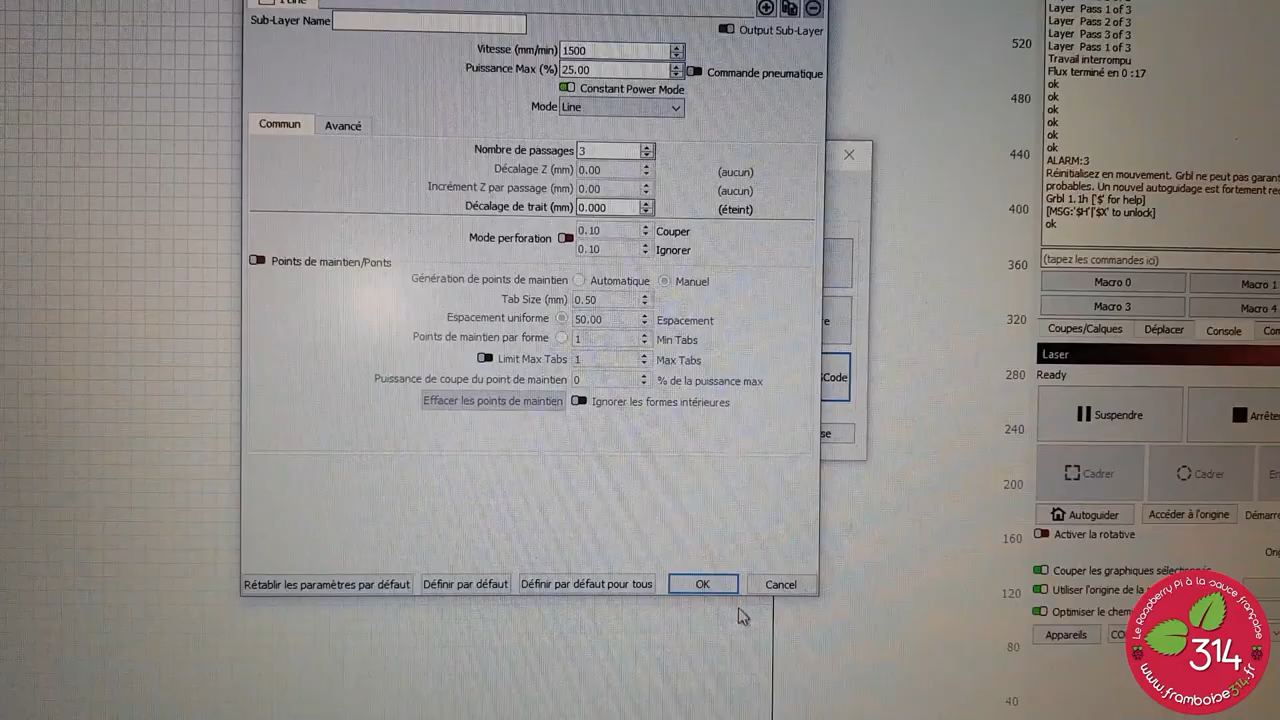 Sub-Layer Name
Output Sub-Layer
Vitesse (mm/min) 1500
Puissance Max (%) 25.00
Commande pneumatique
Constant Power Mode
Mode Line
Commun
Avancé
Nombre de passages 3
Décalage Z (mm) 0.00 (aucun)
Incrément Z par passage (mm) 0.00 (aucun)
Décalage de trait (mm) 0.000 (éteint)
Mode perforation
0.10 Couper
0.10 Ignorer
Points de maintien/Ponts
Génération de points de maintien Automatique Manuel
Tab Size (mm) 0.50
Espacement uniforme 50.00 Espacement
Points de maintien par forme 1 Min Tabs
Limit Max Tabs 1 Max Tabs
Puissance de coupe du point de maintien 0 % de la puissance max
Effacer les points de maintien
Ignorer les formes intérieures
Rétablir les paramètres par défaut
Définir par défaut
Définir par défaut pour tous
OK
Cancel
Code
se
520
480
440
400
360
320
280
240
200
160
120
80
40
Layer Pass 1 of 3
Layer Pass 2 of 3
Layer Pass 3 of 3
Layer Pass 1 of 3
Travail interrompu
Flux terminé en 0 :17
ok
ok
ok
ok
ok
ok
ALARM:3
Réinitialisez en mouvement. Grbl ne peut pas garant
probables. Un nouvel autoguidage est fortement re
Grbl 1.1h ['$' for help]
[MSG:'$H'|'$X' to unlock]
ok
(tapez les commandes ici)
Macro 0
Macro 1
Macro 3
Macro 4
Coupes/Calques
Déplacer
Console
Laser
Ready
Suspendre
Arrête
Cadrer
Cadrer
Autoguider
Accéder à l'origine
Démarr
Activer la rotative
Ori
Couper les graphiques sélec
Utiliser l'origine de la
Optimiser le chem
Appareils
CO
Le Raspberry Pi à la sauce française
314
www.framboise314.fr